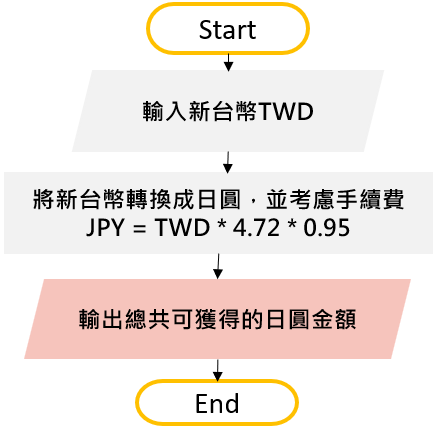 Start
輸入新台幣TWD
將新台幣轉換成日圓，並考慮手續費
JPY = TWD * 4.72 * 0.95
輸出總共可獲得的日圓金額
End